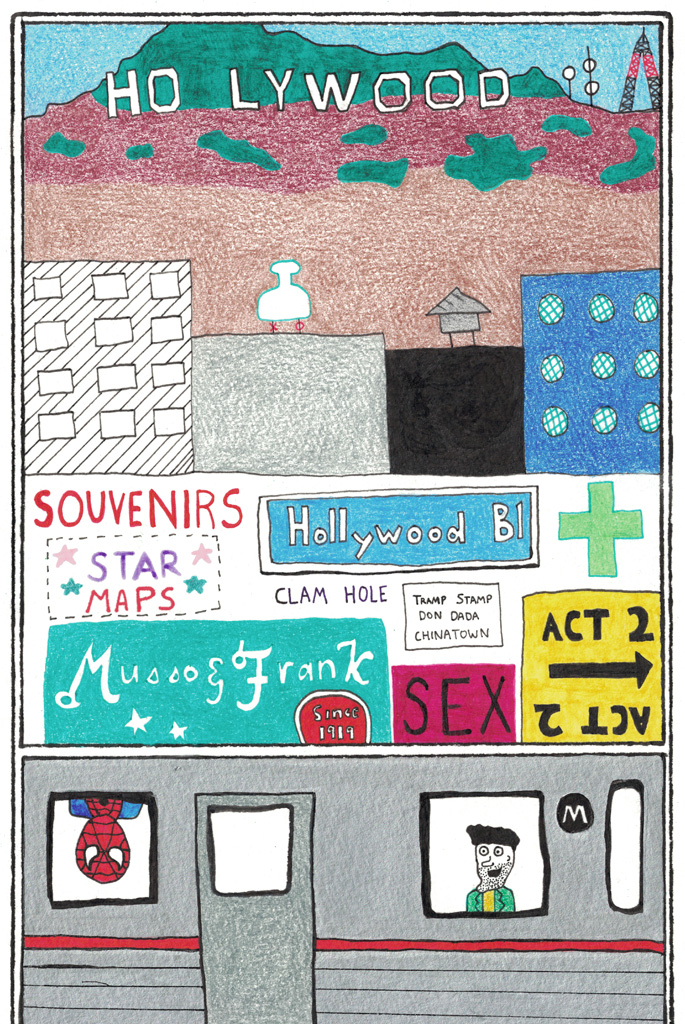 HO LYWOOD
SOUVENIRS
Hollywood Bl
STAR
MAPS
CLAM HOLE
TRAMP STAMP
DON DADA
CHINATOWN
ACT 2
ACT 2
Musso & Frank
Since
1919
SEX
M